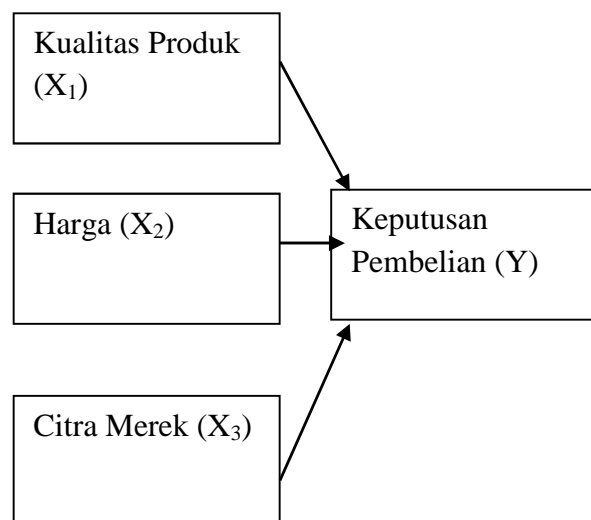 Kualitas Produk
(X₁)
Harga (X₂)
Keputusan
Pembelian (Y)
Citra Merek (X₃)